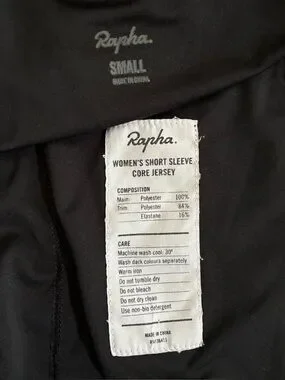 Rapha.
SMALL
MADE IN CHINA
Rapha.
WOMEN'S SHORT SLEEVE
CORE JERSEY
COMPOSITION
Main: Polyester 100%
Trim: Polyester 84%
Elastane 16%
CARE
Machine wash cool: 30°
Wash dark colours separately
Warm iron
Do not tumble dry
Do not bleach
Do not dry clean
Use non-bio detergent
MADE IN CHINA